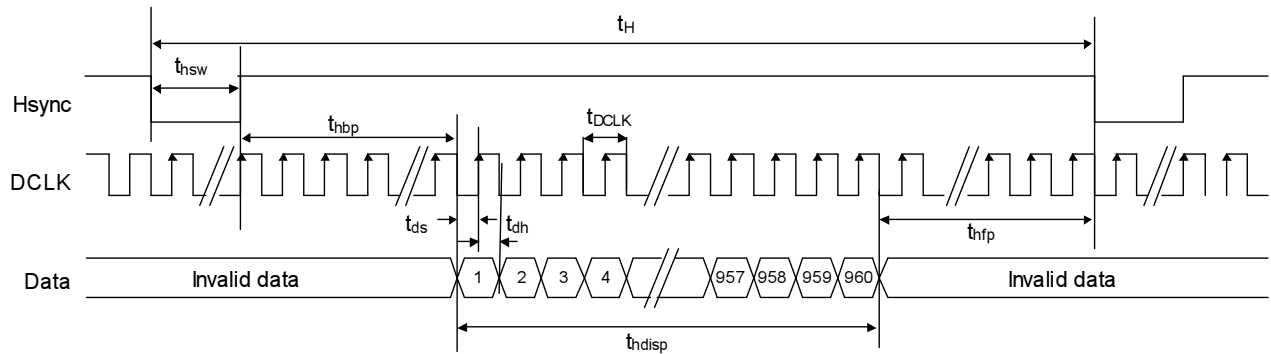 tH
thsw
Hsync
thbp
tDCLK
DCLK
tds
tdh
thfp
Data
Invalid data
1
2
3
4
957
958
959
960
Invalid data
thdisp